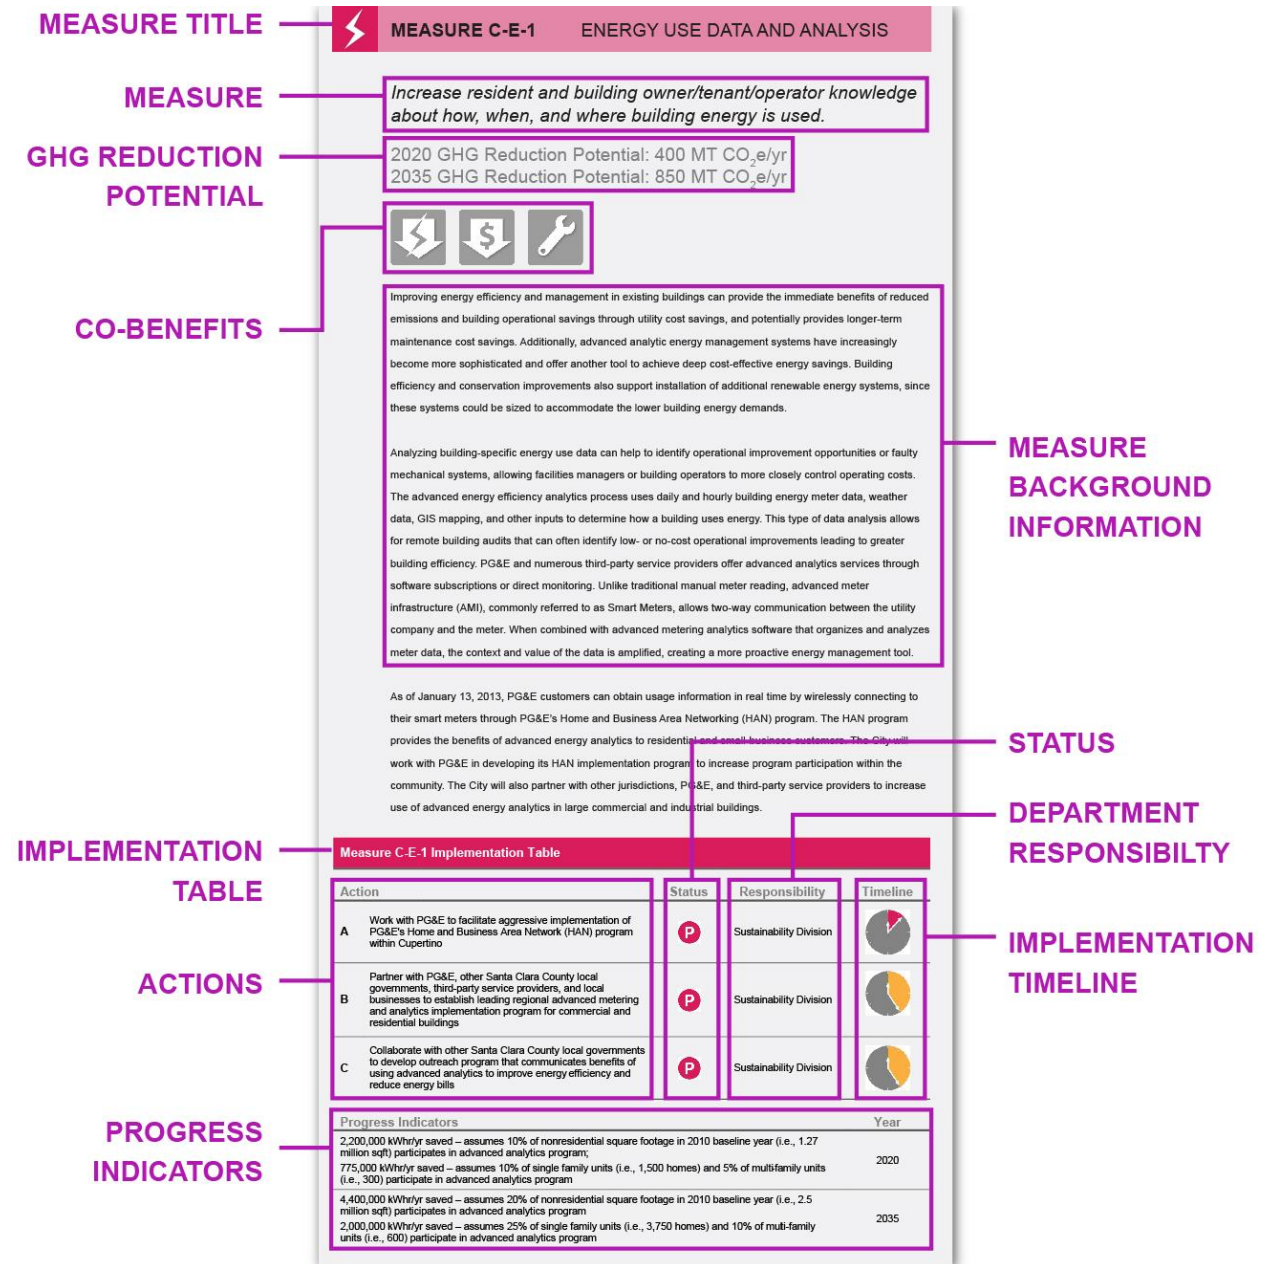 MEASURE TITLE
MEASURE C-E-1 ENERGY USE DATA AND ANALYSIS
MEASURE
Increase resident and building owner/tenant/operator knowledge
about how, when, and where building energy is used.
GHG REDUCTION
POTENTIAL
2020 GHG Reduction Potential: 400 MT CO2e/yr
2035 GHG Reduction Potential: 850 MT CO2e/yr
CO-BENEFITS
$
Improving energy efficiency and management in existing buildings can provide the immediate benefits of reduced
emissions and building operational savings through utility cost savings, and potentially provides longer-term
maintenance cost savings. Additionally, advanced analytic energy management systems have increasingly
become more sophisticated and offer another tool to achieve deep cost-effective energy savings. Building
efficiency and conservation improvements also support installation of additional renewable energy systems, since
these systems could be sized to accommodate the lower building energy demands.
Analyzing building-specific energy use data can help to identify operational improvement opportunities or faulty
mechanical systems, allowing facilities managers or building operators to more closely control operating costs.
The advanced energy efficiency analytics process uses daily and hourly building energy meter data, weather
data, GIS mapping, and other inputs to determine how a building uses energy. This type of data analysis allows
for remote building audits that can often identify low- or no-cost operational improvements leading to greater
building efficiency. PG&E and numerous third-party service providers offer advanced analytics services through
software subscriptions or direct monitoring. Unlike traditional manual meter reading, advanced meter
infrastructure (AMI), commonly referred to as Smart Meters, allows two-way communication between the utility
company and the meter. When combined with advanced metering analytics software that organizes and analyzes
meter data, the context and value of the data is amplified, creating a more proactive energy management tool.
MEASURE
BACKGROUND
INFORMATION
As of January 13, 2013, PG&E customers can obtain usage information in real time by wirelessly connecting to
their smart meters through PG&E's Home and Business Area Networking (HAN) program. The HAN program
provides the benefits of advanced energy analytics to residential and small business customers. The City will
work with PG&E in developing its HAN implementation program to increase program participation within the
community. The City will also partner with other jurisdictions, PG&E, and third-party service providers to increase
use of advanced energy analytics in large commercial and industrial buildings.
STATUS
DEPARTMENT
RESPONSIBILTY
IMPLEMENTATION
TABLE
Measure C-E-1 Implementation Table
Action Status Responsibility Timeline
A Work with PG&E to facilitate aggressive implementation of
PG&E's Home and Business Area Network (HAN) program
within Cupertino
P Sustainability Division
IMPLEMENTATION
TIMELINE
ACTIONS
B Partner with PG&E, other Santa Clara County local
governments, third-party service providers, and local
businesses to establish leading regional advanced metering
and analytics implementation program for commercial and
residential buildings
P Sustainability Division
C Collaborate with other Santa Clara County local governments
to develop outreach program that communicates benefits of
using advanced analytics to improve energy efficiency and
reduce energy bills
P Sustainability Division
PROGRESS
INDICATORS
Progress Indicators Year
2,200,000 kWhr/yr saved – assumes 10% of nonresidential square footage in 2010 baseline year (i.e., 1.27
million sqft) participates in advanced analytics program;
775,000 kWhr/yr saved – assumes 10% of single family units (i.e., 1,500 homes) and 5% of multifamily units
(i.e., 300) participate in advanced analytics program
2020
4,400,000 kWhr/yr saved – assumes 20% of nonresidential square footage in 2010 baseline year (i.e., 2.5
million sqft) participates in advanced analytics program
2,000,000 kWhr/yr saved – assumes 25% of single family units (i.e., 3,750 homes) and 10% of muti-family
units (i.e., 600) participate in advanced analytics program
2035